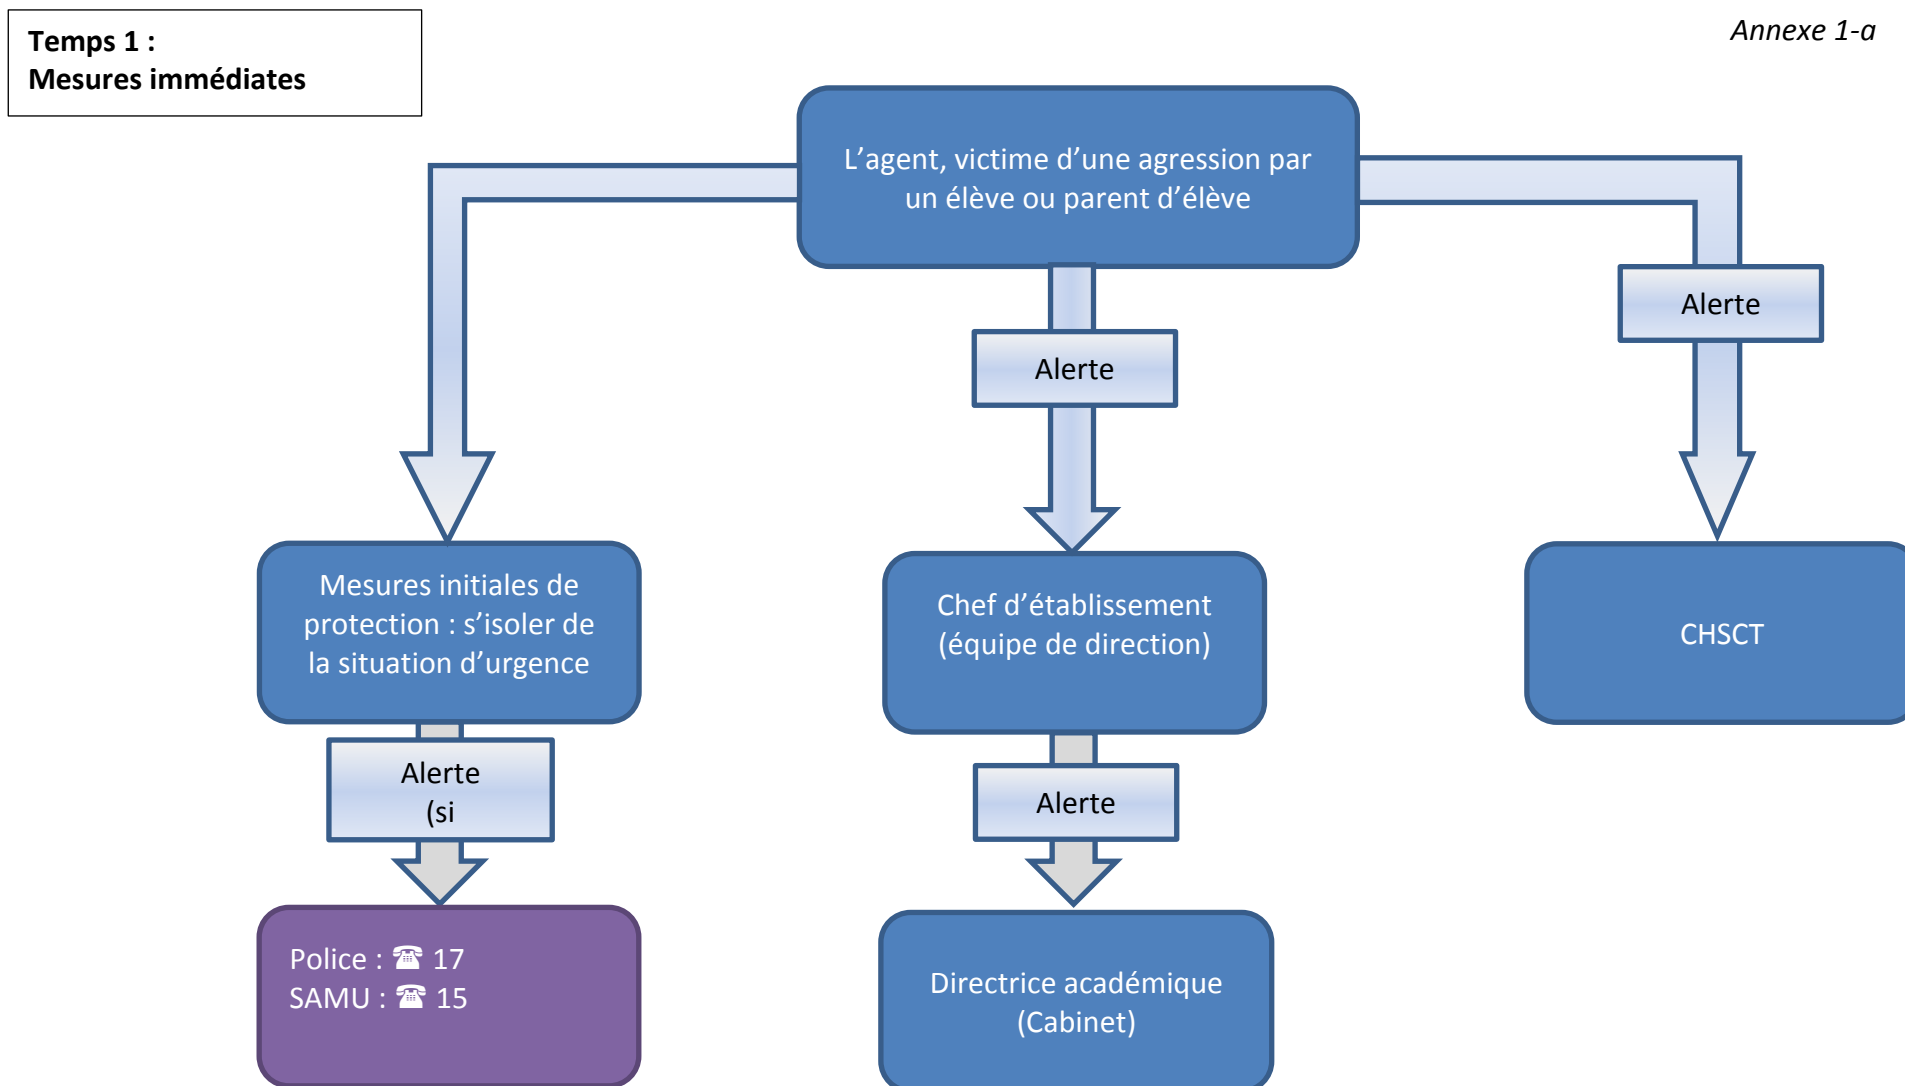 Temps 1 :
Mesures immédiates
Annexe 1-a
L’agent, victime d’une agression par
un élève ou parent d’élève
Alerte
Alerte
Mesures initiales de
protection : s’isoler de
la situation d’urgence
Chef d’établissement
(équipe de direction)
CHSCT
Alerte
(si
Alerte
Police : ☎ 17
SAMU : ☎ 15
Directrice académique
(Cabinet)